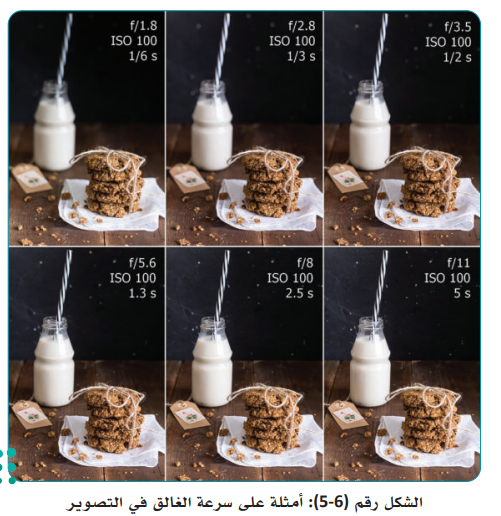 f/1.8
ISO 100
1/6 s
f/2.8
ISO 100
1/3 s
f/3.5
ISO 100
1/2 s
f/5.6
ISO 100
1.3 s
f/8
ISO 100
2.5 s
f/11
ISO 100
5 s
الشكل رقم (6-5): أمثلة على سرعة الغالق في التصوير